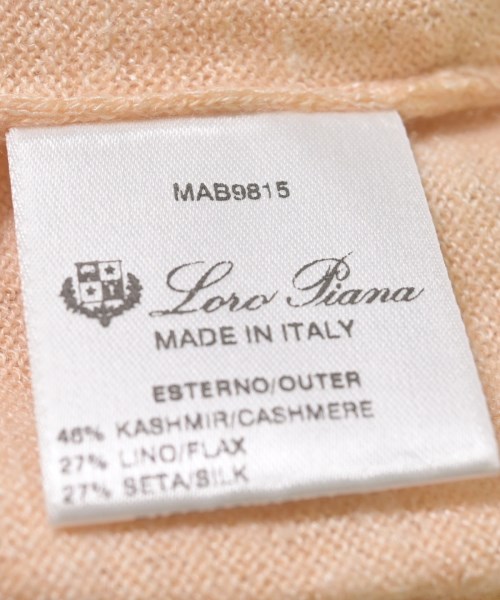 MAB9815
Loro Piana
MADE IN ITALY
ESTERNO/OUTER
46% KASHMIR/CASHMERE
27% LINO/FLAX
27% SETA/SILK